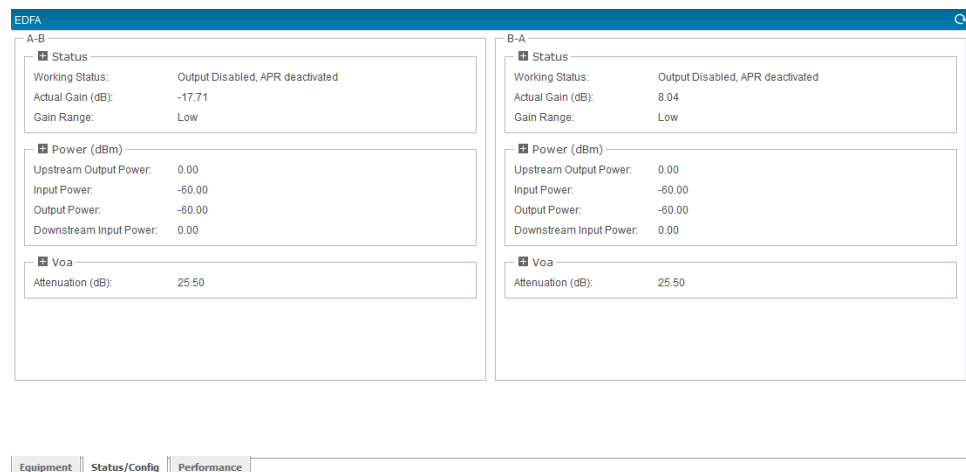 EDFA
A-B
Status
Working Status: Output Disabled, APR deactivated
Actual Gain (dB): -17.71
Gain Range: Low
Power (dBm)
Upstream Output Power: 0.00
Input Power: -60.00
Output Power: -60.00
Downstream Input Power: 0.00
Voa
Attenuation (dB): 25.50
B-A
Status
Working Status: Output Disabled, APR deactivated
Actual Gain (dB): 8.04
Gain Range: Low
Power (dBm)
Upstream Output Power: 0.00
Input Power: -60.00
Output Power: -60.00
Downstream Input Power: 0.00
Voa
Attenuation (dB): 25.50
Equipment Status/Config Performance